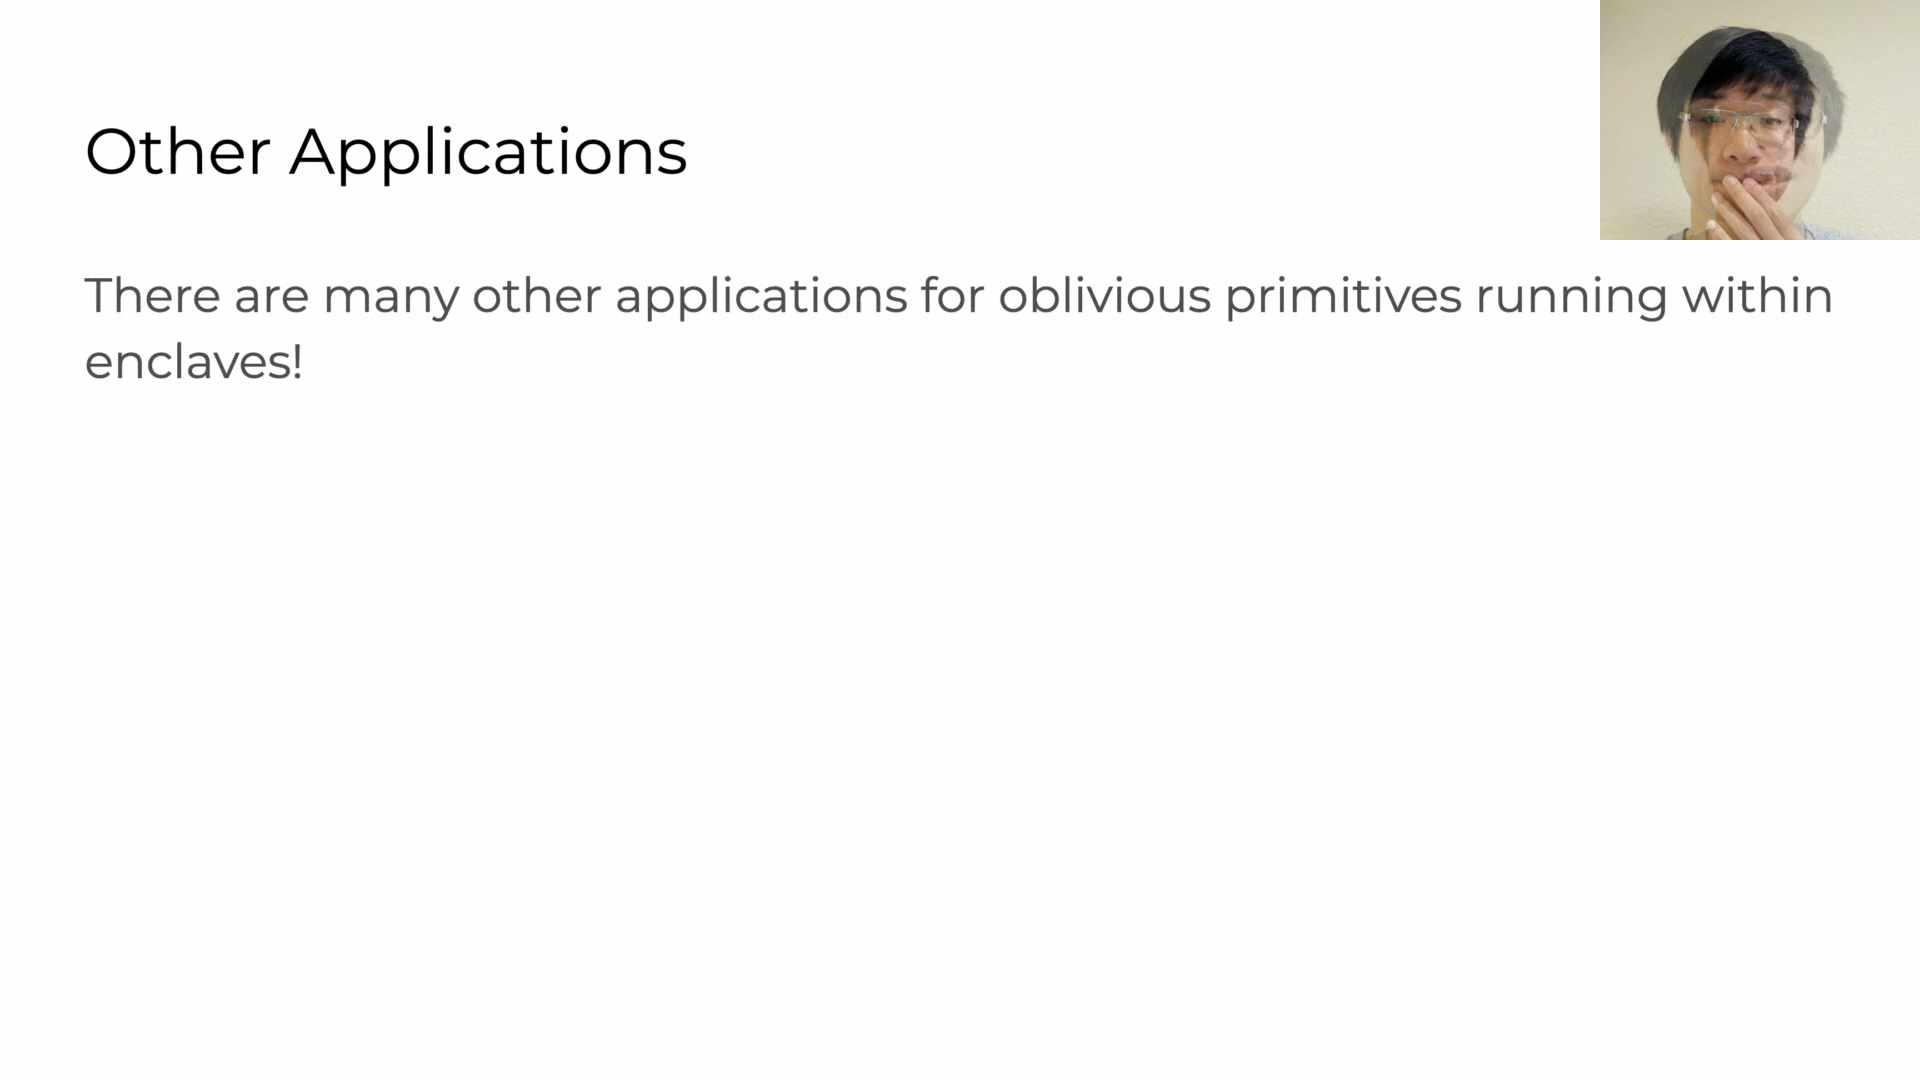 Other Applications
There are many other applications for oblivious primitives running within
enclaves!